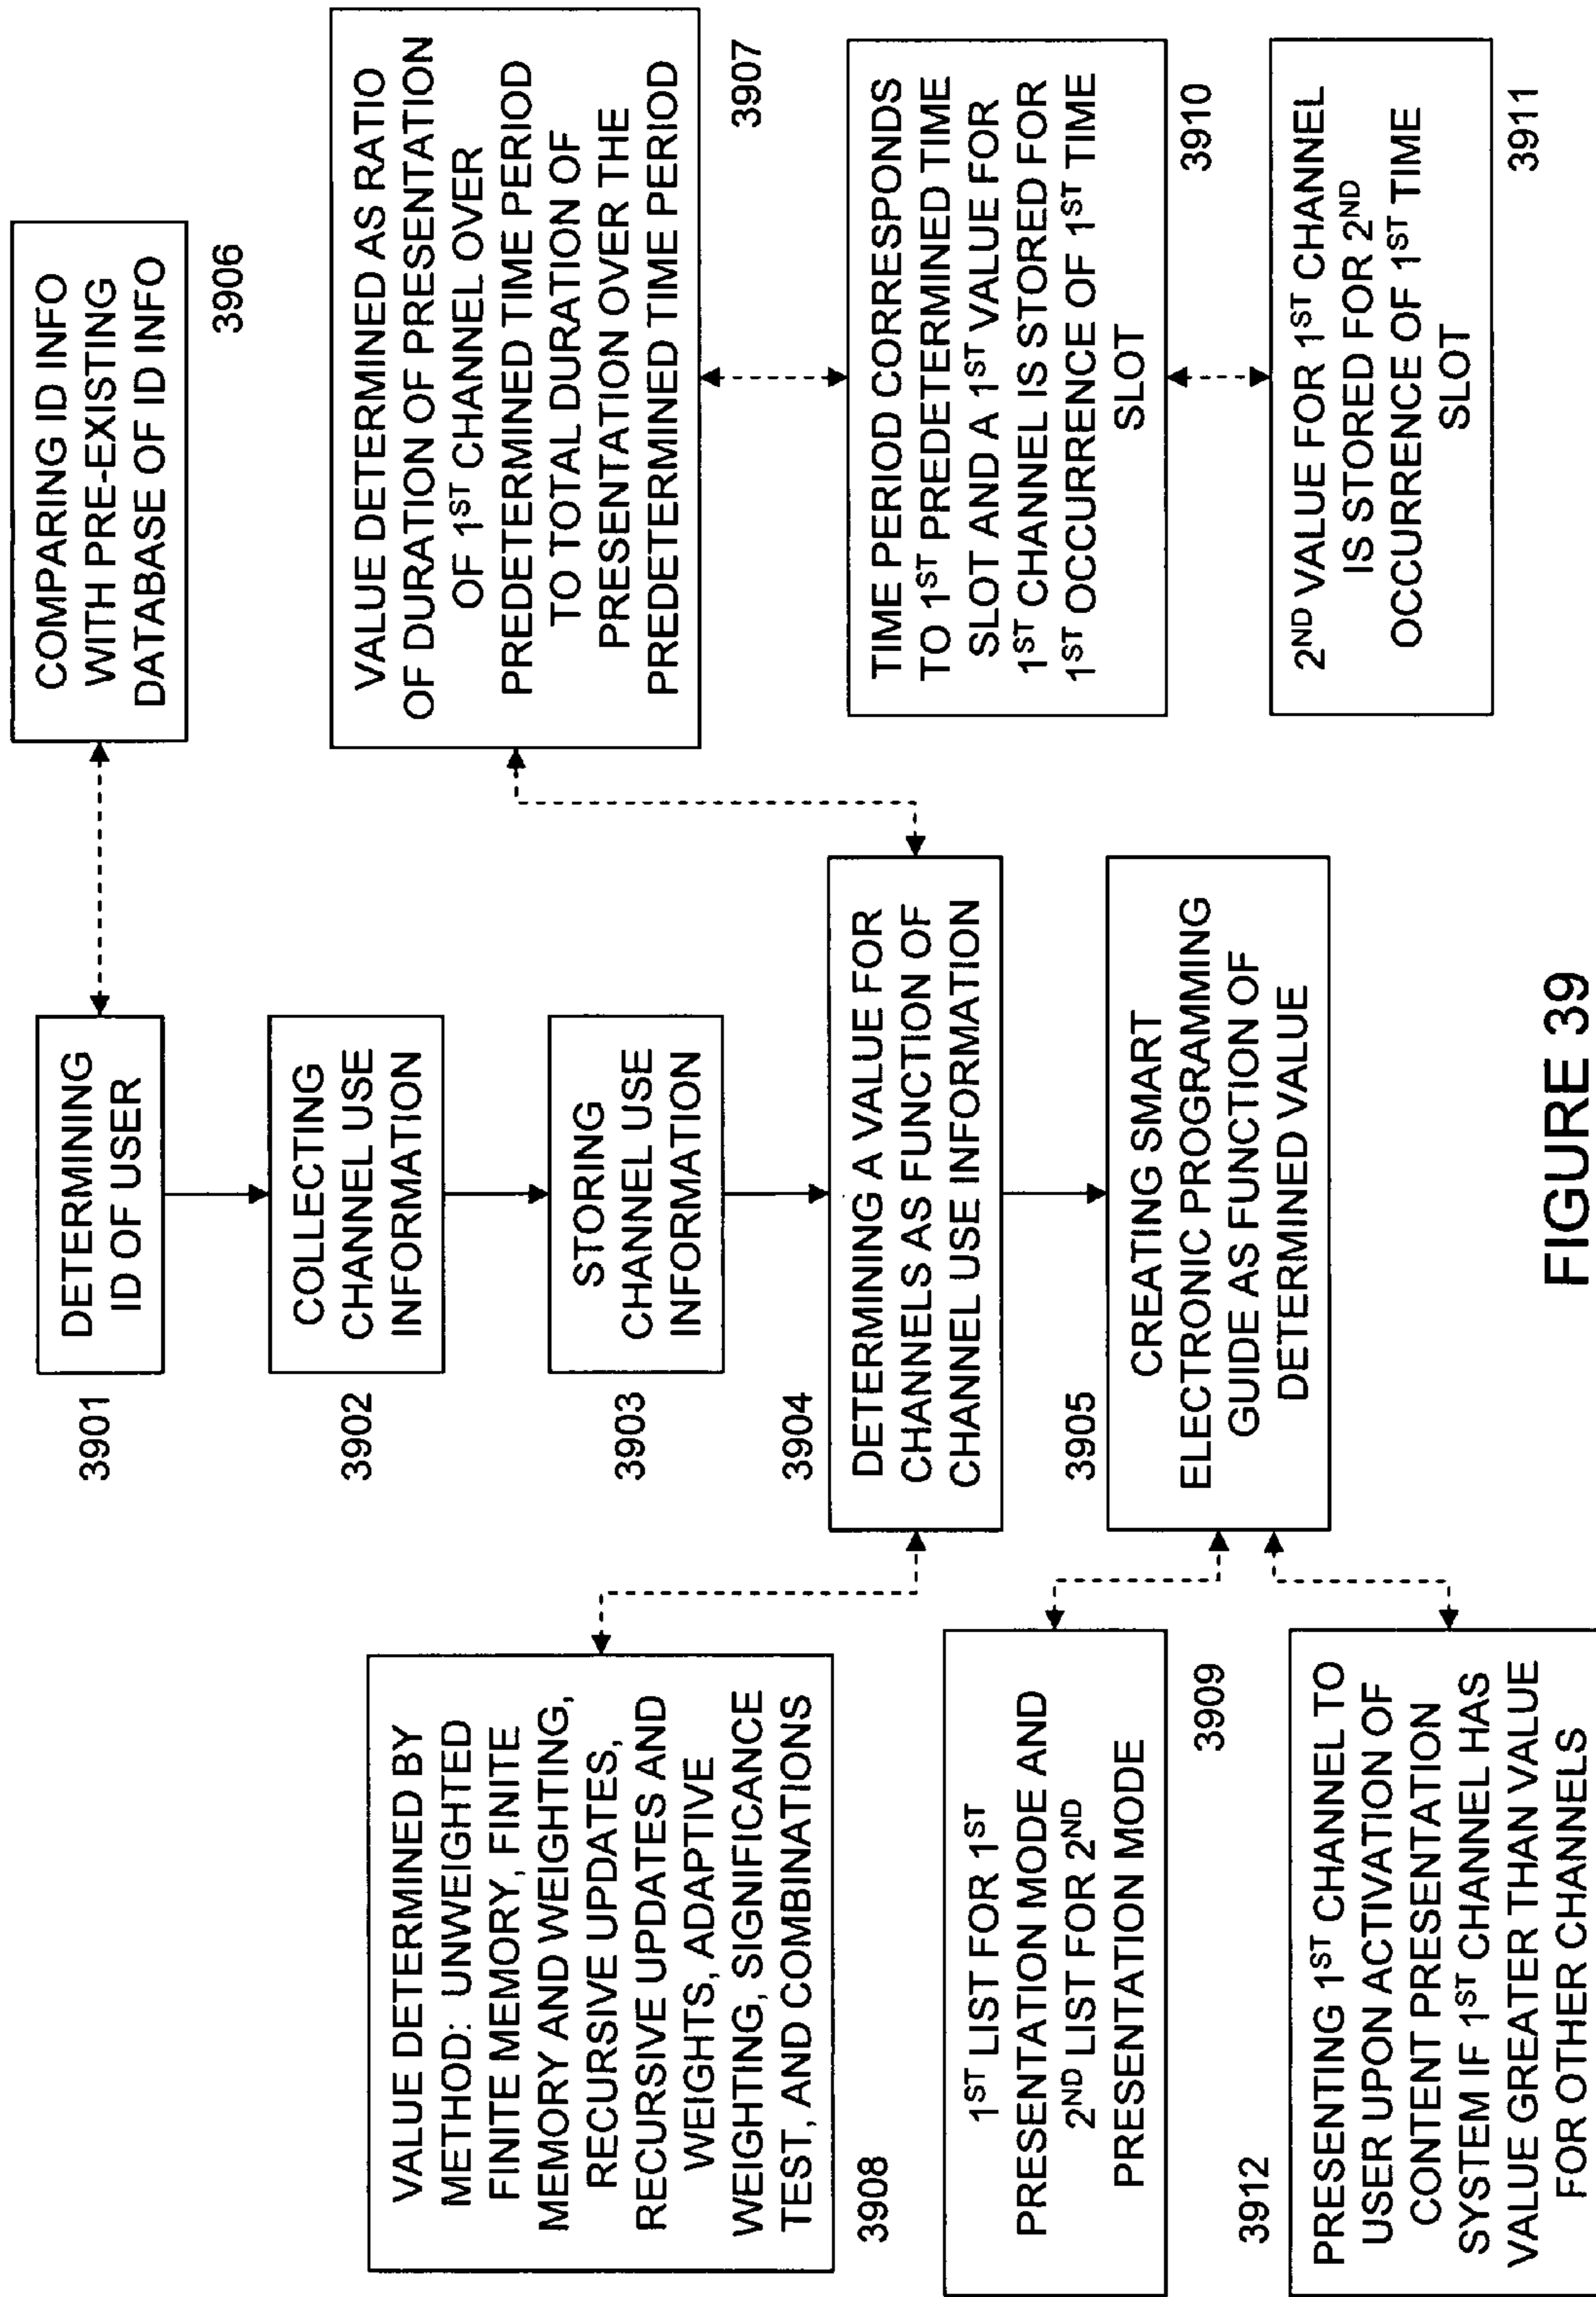 DETERMINING
ID OF USER
3901
COLLECTING
CHANNEL USE
INFORMATION
3902
STORING
CHANNEL USE
INFORMATION
3903
DETERMINING A VALUE FOR
CHANNELS AS FUNCTION OF
CHANNEL USE INFORMATION
3904
CREATING SMART
ELECTRONIC PROGRAMMING
GUIDE AS FUNCTION OF
DETERMINED VALUE
3905
COMPARING ID INFO
WITH PRE-EXISTING
DATABASE OF ID INFO
3906
VALUE DETERMINED AS RATIO
OF DURATION OF PRESENTATION
OF 1ST CHANNEL OVER
PREDETERMINED TIME PERIOD
TO TOTAL DURATION OF
PRESENTATION OVER THE
PREDETERMINED TIME PERIOD
3907
VALUE DETERMINED BY
METHOD: UNWEIGHTED
FINITE MEMORY, FINITE
MEMORY AND WEIGHTING,
RECURSIVE UPDATES,
RECURSIVE UPDATES AND
WEIGHTS, ADAPTIVE
WEIGHTING, SIGNIFICANCE
TEST, AND COMBINATIONS
3908
1ST LIST FOR 1ST
PRESENTATION MODE AND
2ND LIST FOR 2ND
PRESENTATION MODE
3909
TIME PERIOD CORRESPONDS
TO 1ST PREDETERMINED TIME
SLOT AND A 1ST VALUE FOR
1ST CHANNEL IS STORED FOR
1ST OCCURRENCE OF 1ST TIME
SLOT
3910
2ND VALUE FOR 1ST CHANNEL
IS STORED FOR 2ND
OCCURRENCE OF 1ST TIME
SLOT
3911
PRESENTING 1ST CHANNEL TO
USER UPON ACTIVATION OF
CONTENT PRESENTATION
SYSTEM IF 1ST CHANNEL HAS
VALUE GREATER THAN VALUE
FOR OTHER CHANNELS
3912
FIGURE 39